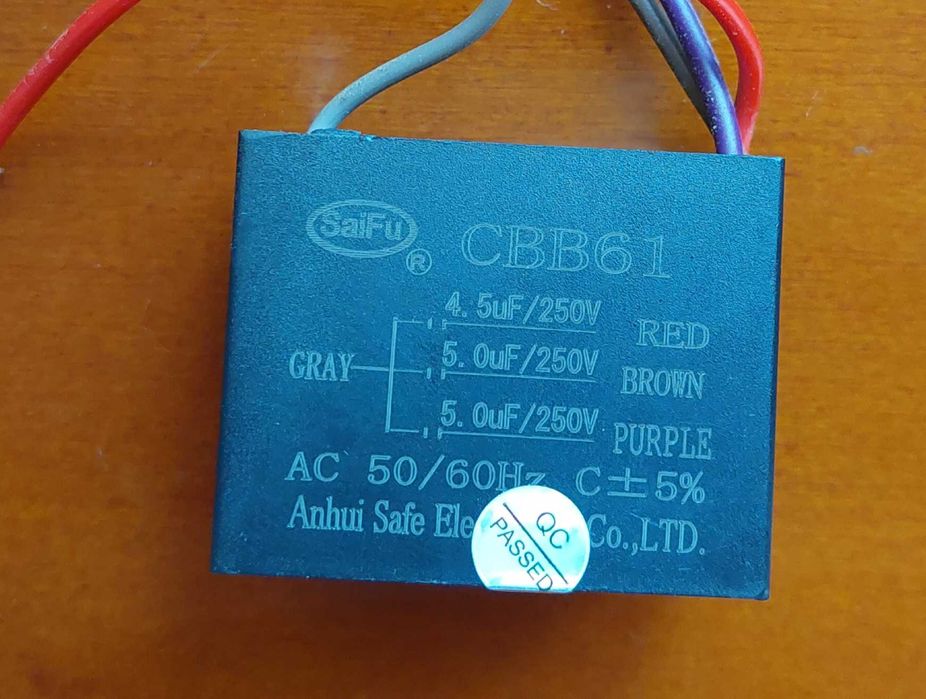 SaiFu ® CBB61
4.5uF/250V RED
GRAY 5.0uF/250V BROWN
5.0uF/250V PURPLE
AC 50/60Hz C±5%
Anhui Safe Co.,LTD.
QC
PASSED